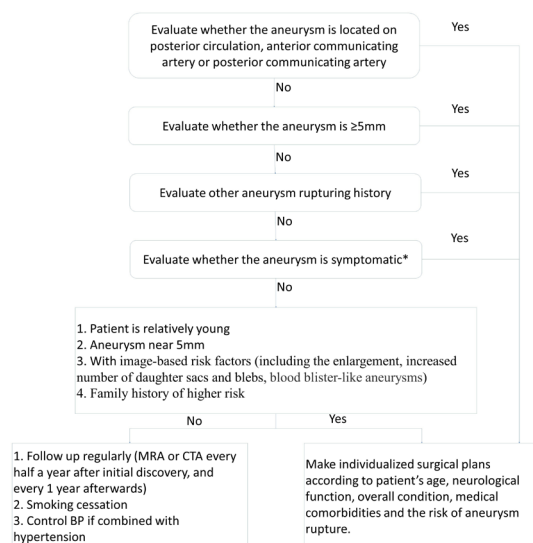 Evaluate whether the aneurysm is located on
posterior circulation, anterior communicating
artery or posterior communicating artery
Yes
No
Evaluate whether the aneurysm is ≥5mm
Yes
No
Evaluate other aneurysm rupturing history
Yes
No
Evaluate whether the aneurysm is symptomatic*
Yes
No
1. Patient is relatively young
2. Aneurysm near 5mm
3. With image-based risk factors (including the enlargement, increased
number of daughter sacs and blebs, blood blister-like aneurysms)
4. Family history of higher risk
No
Yes
1. Follow up regularly (MRA or CTA every
half a year after initial discovery, and
every 1 year afterwards)
2. Smoking cessation
3. Control BP if combined with
hypertension
Make individualized surgical plans
according to patient's age, neurological
function, overall condition, medical
comorbidities and the risk of aneurysm
rupture.